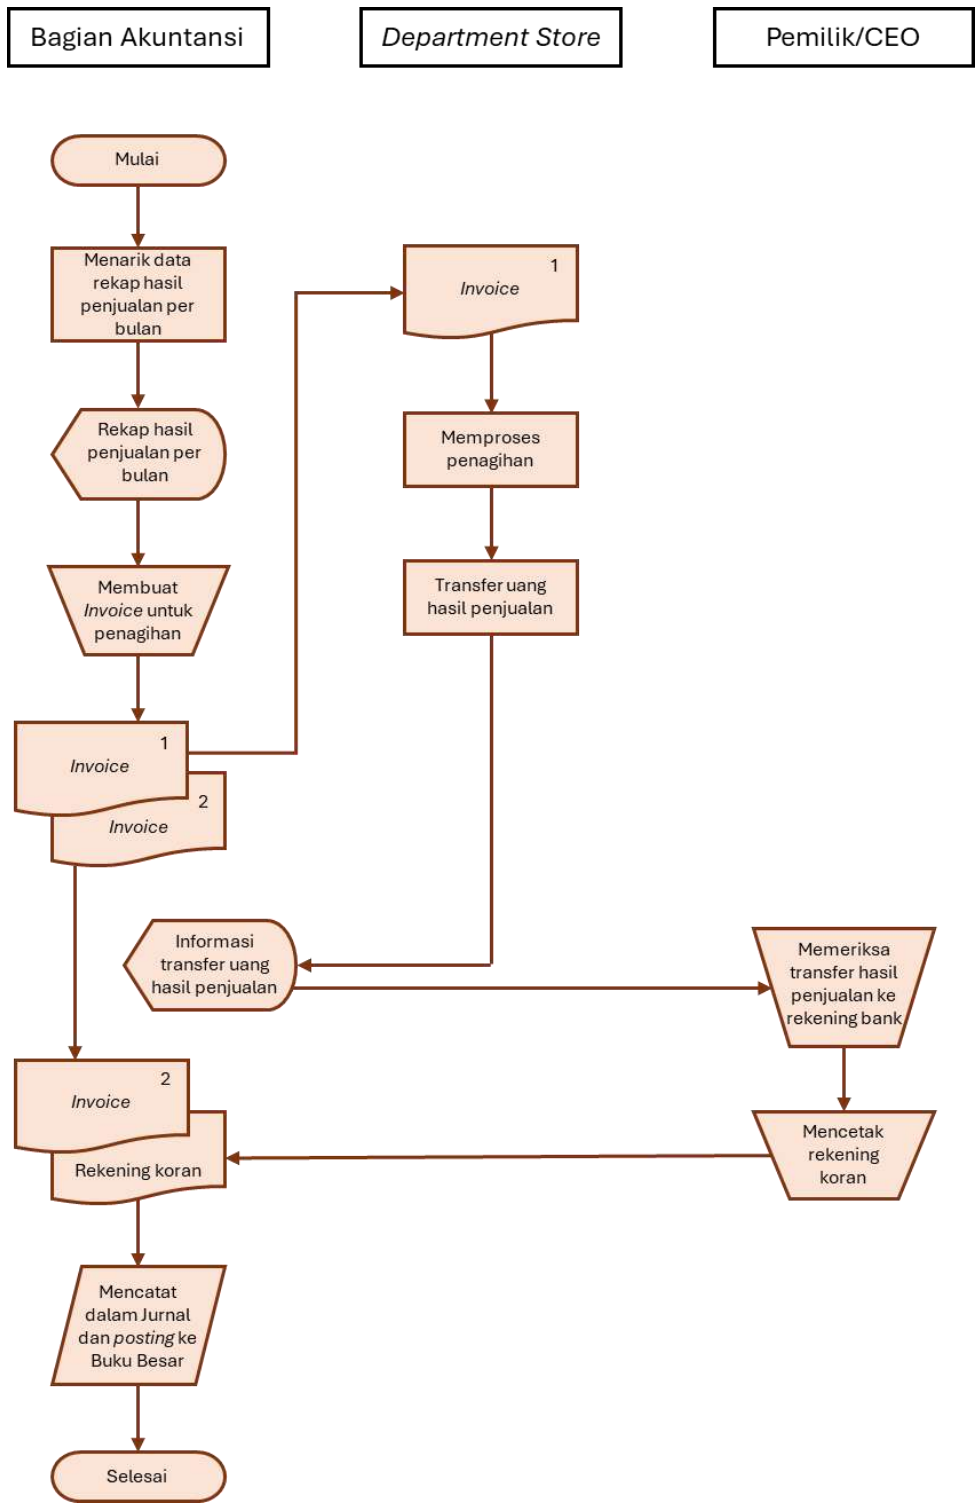 Bagian Akuntansi
Department Store
Pemilik/CEO
Mulai
Menarik data
rekap hasil
penjualan per
bulan
1
Invoice
Rekap hasil
penjualan per
bulan
Memproses
penagihan
Membuat
Invoice untuk
penagihan
Transfer uang
hasil penjualan
1
Invoice
2
Invoice
Informasi
transfer uang
hasil penjualan
Memeriksa
transfer hasil
penjualan ke
rekening bank
2
Invoice
Rekening koran
Mencetak
rekening
koran
Mencatat
dalam Jurnal
dan posting ke
Buku Besar
Selesai